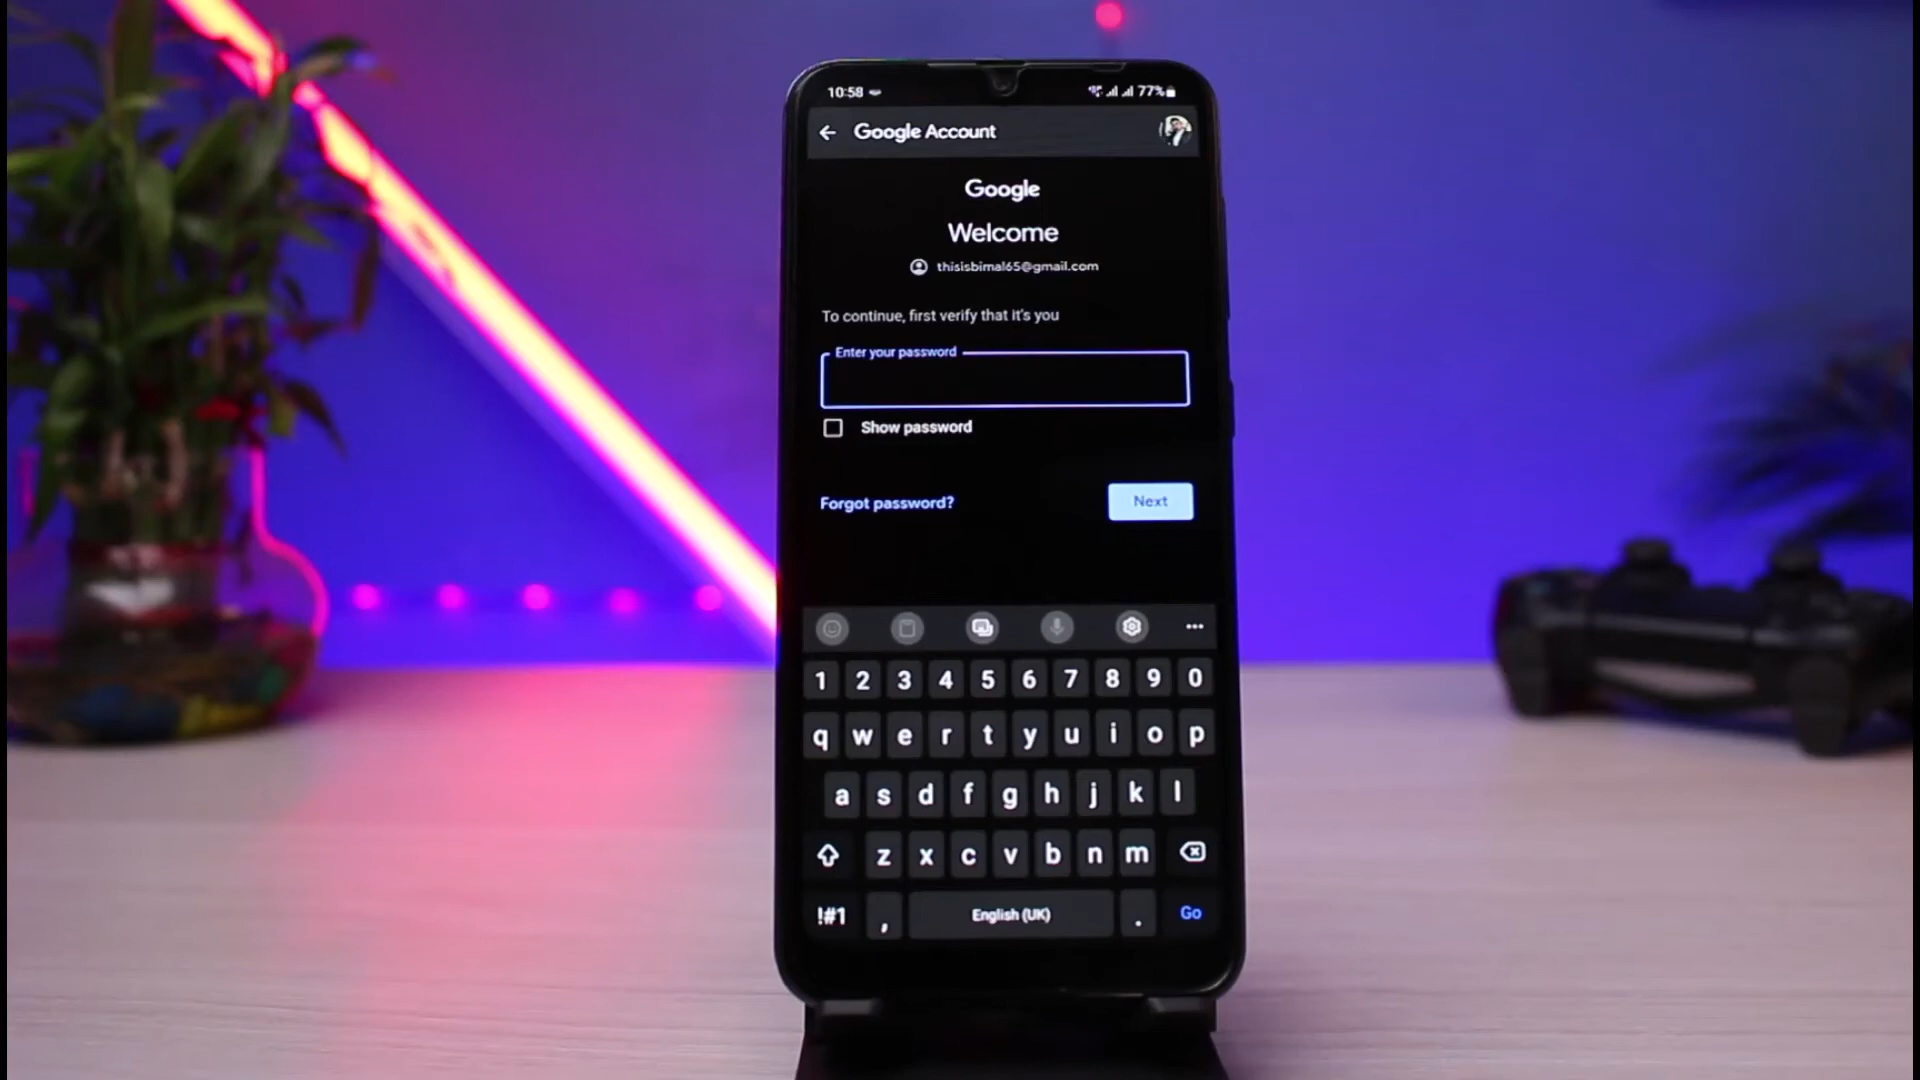 10:58 77%
Google Account
Google
Welcome
thisisbimal65@gmail.com
To continue, first verify that it's you
Enter your password
Show password
Forgot password? Next
1 2 3 4 5 6 7 8 9 0
q w e r t y u i o p
a s d f g h j k l
z x c v b n m
!#1 , English (UK) . Go